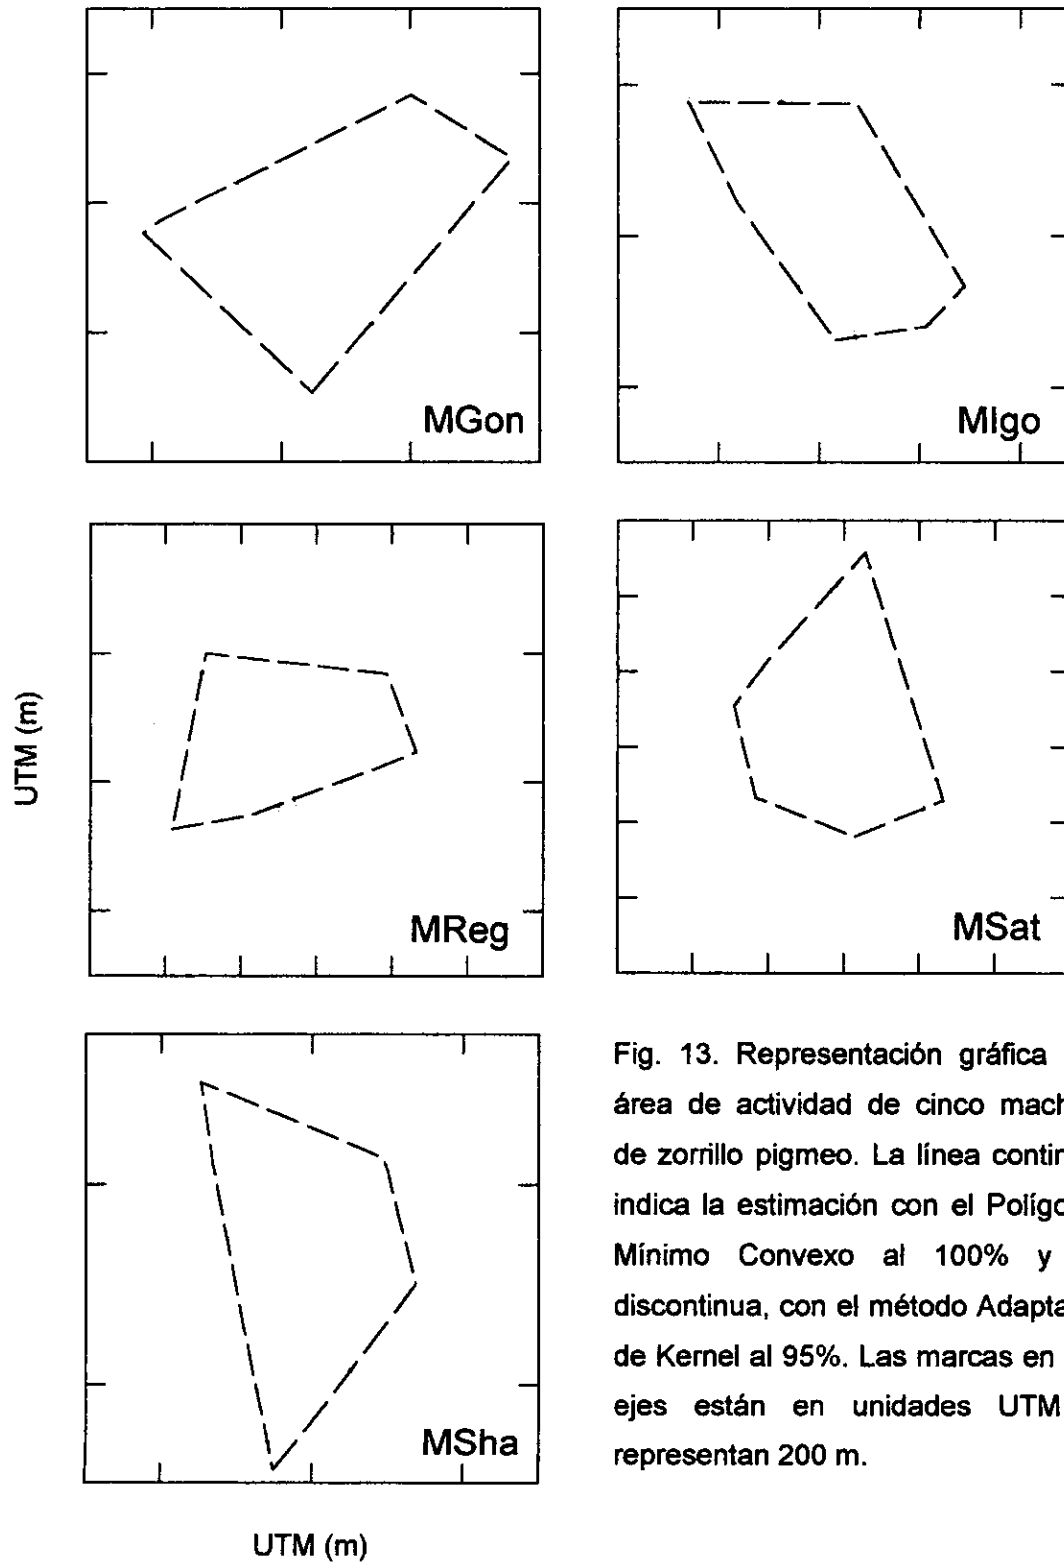 MGon
MIgo
UTM (m)
MReg
MSat
MSha
UTM (m)
Fig. 13. Representación gráfica
área de actividad de cinco mach
de zorrillo pigmeo. La línea contin
indica la estimación con el Polígo
Mínimo Convexo al 100% y
discontinua, con el método Adapta
de Kernel al 95%. Las marcas en
ejes están en unidades UTM
representan 200 m.